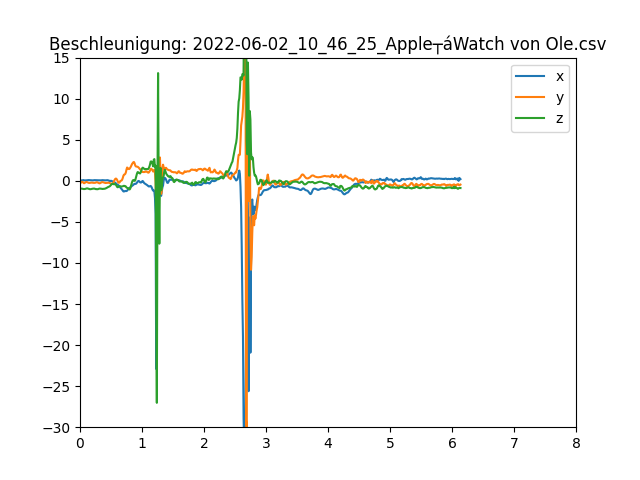 Beschleunigung: 2022-06-02_10_46_25_Apple┬áWatch von Ole.csv
15
10
5
0
−5
−10
−15
−20
−25
−30
0 1 2 3 4 5 6 7 8
x
y
z